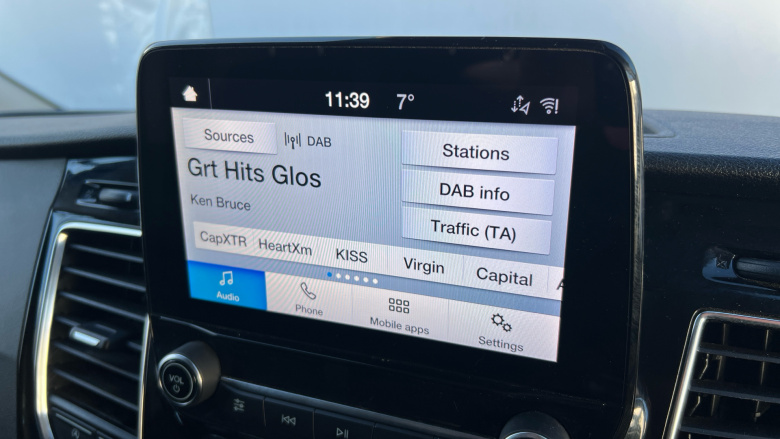 11:39 7°
Sources DAB
Grt Hits Glos
Ken Bruce
Stations
DAB info
Traffic (TA)
CapXTR HeartXm KISS Virgin Capital A
Audio Phone Mobile apps Settings
VOL